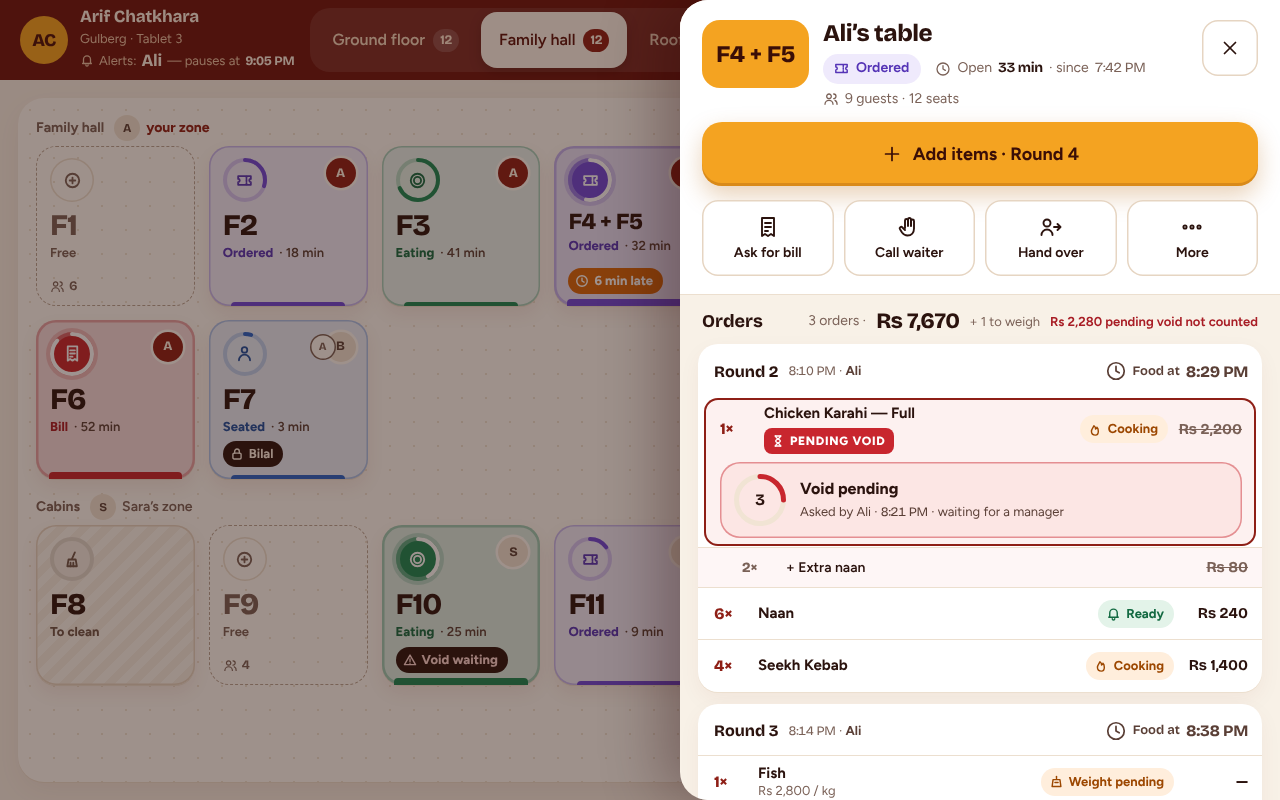 AC
Arif Chatkhara
Gulberg · Tablet 3
Alerts: Ali — pauses at 9:05 PM
Ground floor 12
Family hall 12
Family hall A your zone
F1
Free
6
A
F2
Ordered · 18 min
A
F3
Eating · 41 min
F4 + F5
Ordered · 32 min
6 min late
A
F6
Bill · 52 min
A B
F7
Seated · 3 min
Bilal
Cabins S Sara's zone
F8
To clean
F9
Free
4
S
F10
Eating · 25 min
Void waiting
F11
Ordered · 9 min
F4 + F5
Ali's table
Ordered
Open 33 min · since 7:42 PM
9 guests · 12 seats
+ Add items · Round 4
Ask for bill
Call waiter
Hand over
More
Orders 3 orders · Rs 7,670 + 1 to weigh Rs 2,280 pending void not counted
Round 2 8:10 PM · Ali Food at 8:29 PM
1× Chicken Karahi — Full Cooking Rs 2,200
PENDING VOID
3
Void pending
Asked by Ali · 8:21 PM · waiting for a manager
2× + Extra naan Rs 80
6× Naan Ready Rs 240
4× Seekh Kebab Cooking Rs 1,400
Round 3 8:14 PM · Ali Food at 8:38 PM
1× Fish Weight pending –
Rs 2,800 / kg